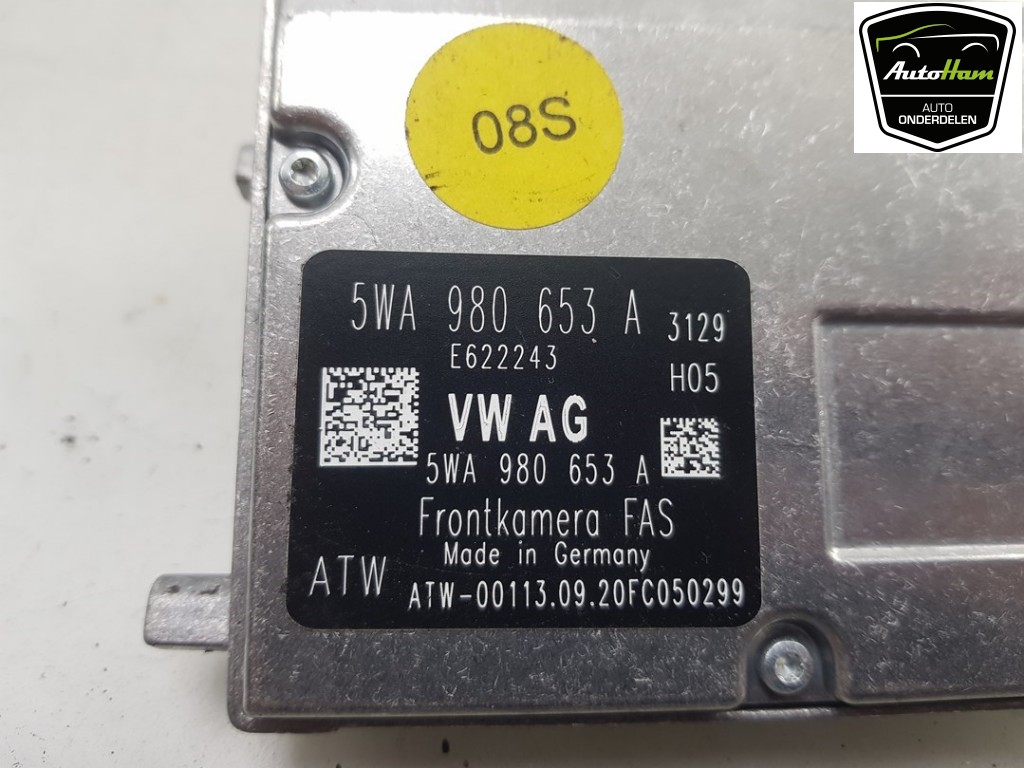 AutoHam
AUTO
ONDERDELEN
08S
5WA 980 653 A
3129
E622243
H05
VW AG
5WA 980 653 A
Frontkamera FAS
Made in Germany
ATW
ATW-00113.09.20FC050299